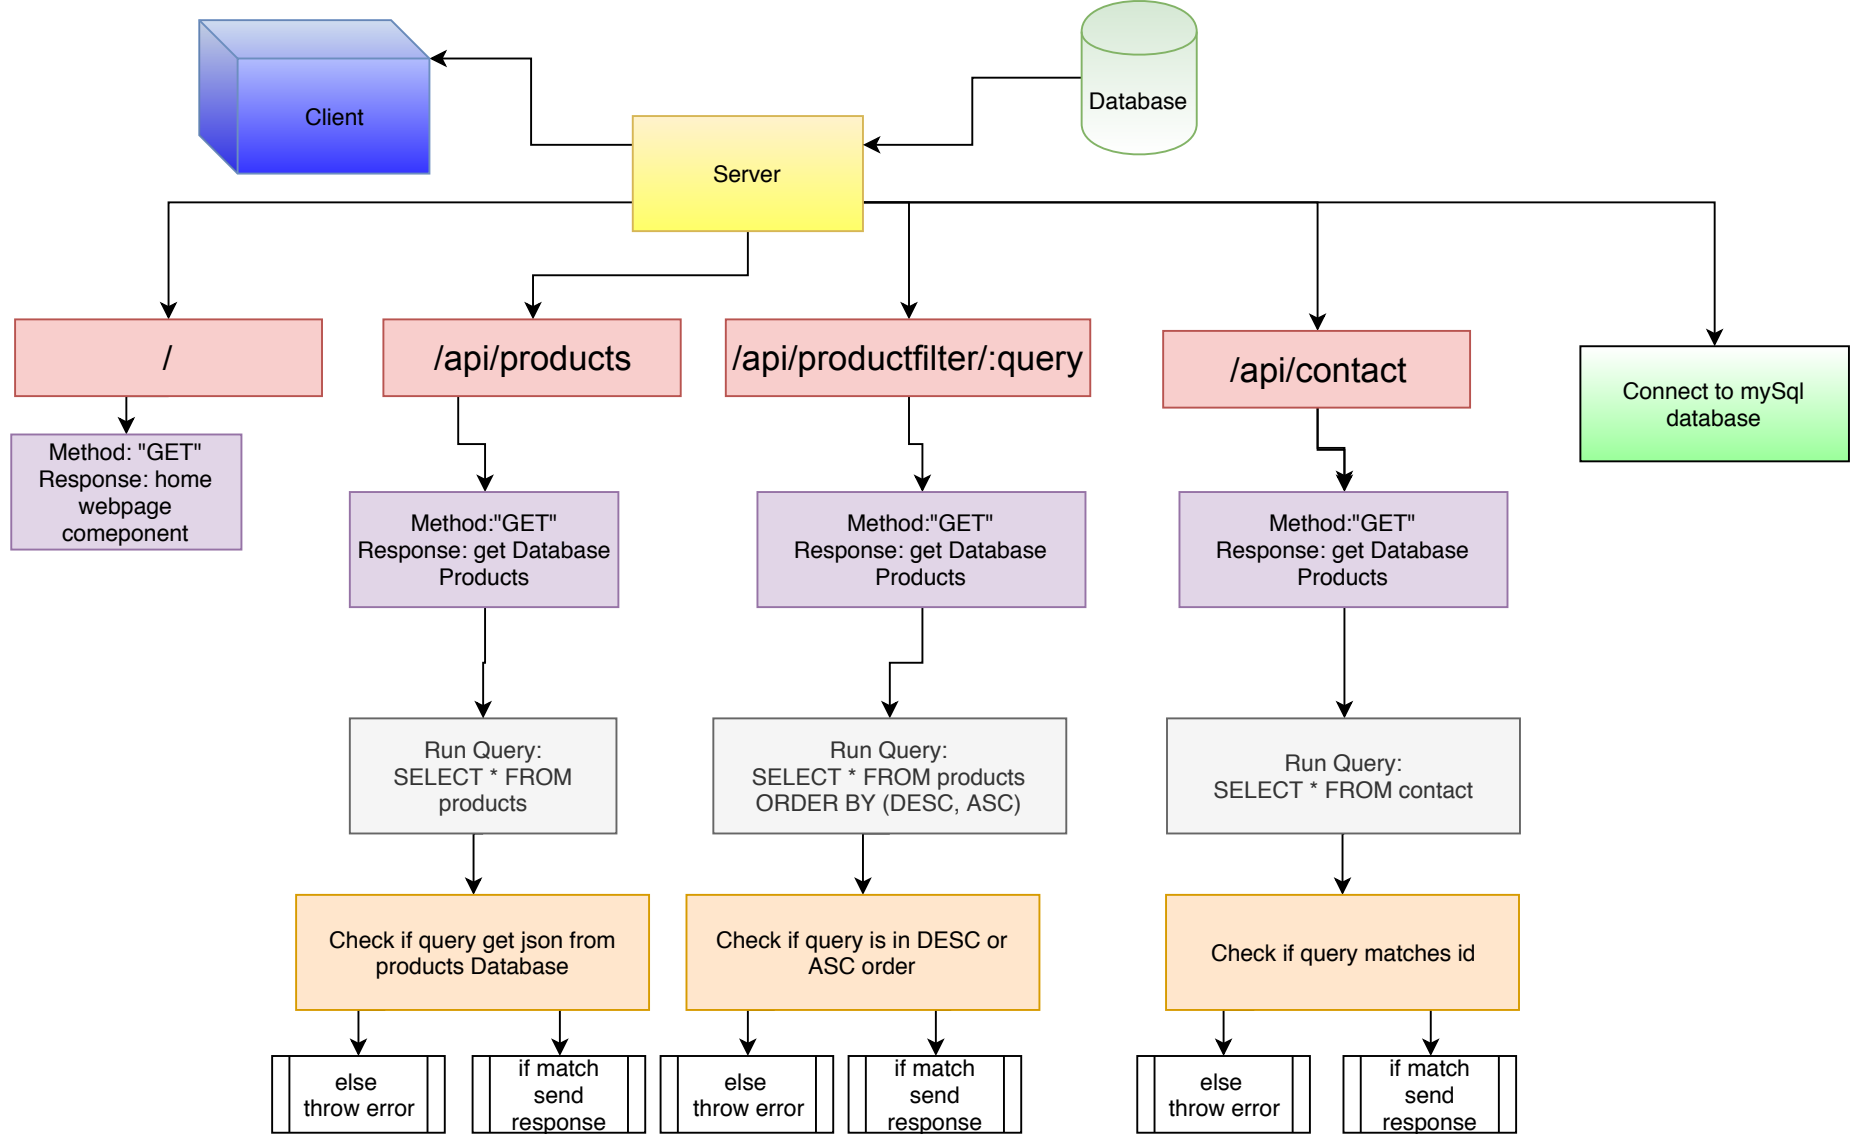 Client
Database
Server
/
/api/products
/api/productfilter/:query
/api/contact
Connect to mySql
database
Method: "GET"
Response: home
webpage
comeponent
Method:"GET"
Response: get Database
Products
Method:"GET"
Response: get Database
Products
Method:"GET"
Response: get Database
Products
Run Query:
SELECT * FROM
products
Run Query:
SELECT * FROM products
ORDER BY (DESC, ASC)
Run Query:
SELECT * FROM contact
Check if query get json from
products Database
Check if query is in DESC or
ASC order
Check if query matches id
else
throw error
if match
send
response
else
throw error
if match
send
response
else
throw error
if match
send
response